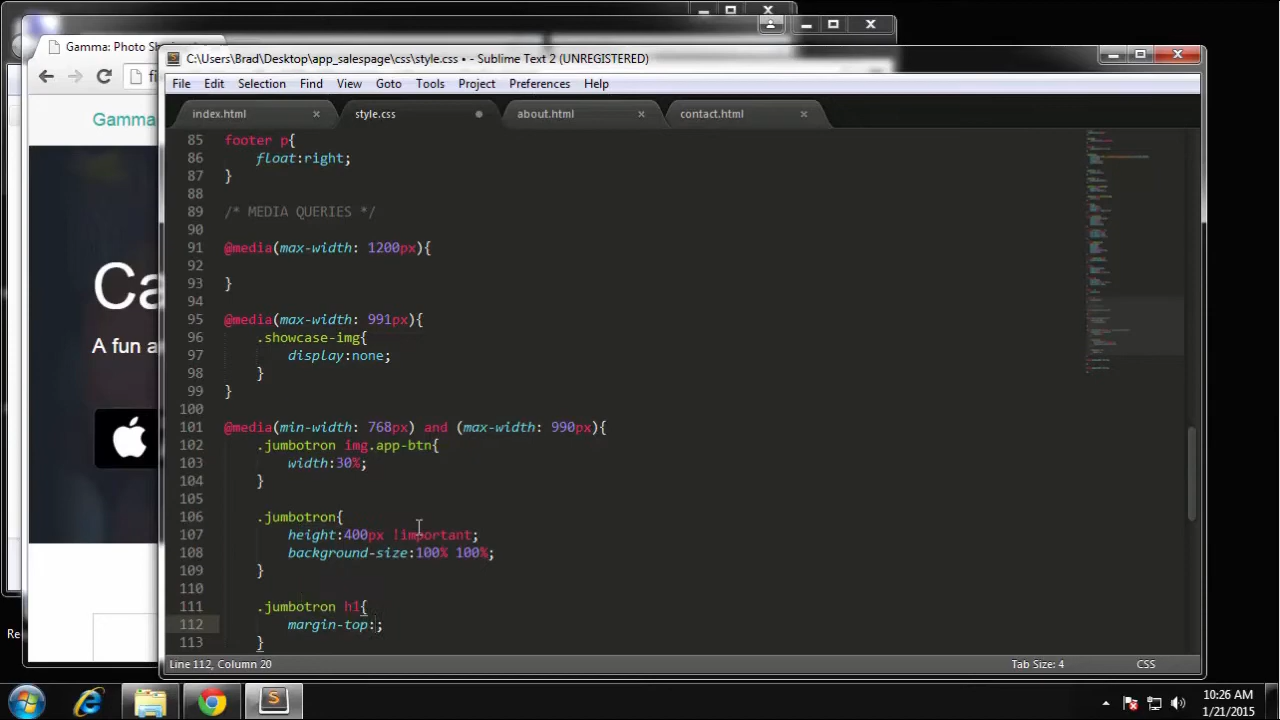 Gamma: Photo Sh
C:\Users\Brad\Desktop\app_salespage\css\style.css • - Sublime Text 2 (UNREGISTERED)
File Edit Selection Find View Goto Tools Project Preferences Help
index.html style.css about.html contact.html
Gamma
Ca
A fun a
85 footer p{
86 float:right;
87 }
88
89 /* MEDIA QUERIES */
90
91 @media(max-width: 1200px){
92
93 }
94
95 @media(max-width: 991px){
96 .showcase-img{
97 display:none;
98 }
99 }
100
101 @media(min-width: 768px) and (max-width: 990px){
102 .jumbotron img.app-btn{
103 width:30%;
104 }
105
106 .jumbotron{
107 height:400px !important;
108 background-size:100% 100%;
109 }
110
111 .jumbotron h1{
112 margin-top:;
113 }
Line 112, Column 20 Tab Size: 4 CSS
10:26 AM
1/21/2015